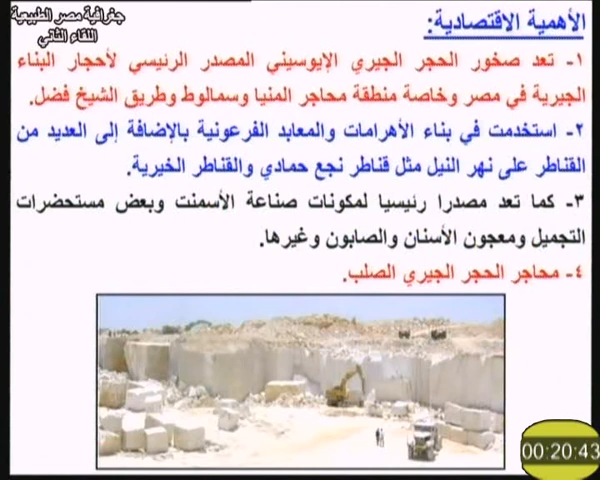 جغرافية مصر الطبيعية
اللقاء الثاني
الأهمية الاقتصادية:
١- تعد صخور الحجر الجيري الإيوسيني المصدر الرئيسي لأحجار البناء
الجيرية في مصر وخاصة منطقة محاجر المنيا وسمالوط وطريق الشيخ فضل.
٢- استخدمت في بناء الأهرامات والمعابد الفرعونية بالإضافة إلى العديد من
القناطر على نهر النيل مثل قناطر نجع حمادي والقناطر الخيرية.
٣- كما تعد مصدرا رئيسيا لمكونات صناعة الأسمنت وبعض مستحضرات
التجميل ومعجون الأسنان والصابون وغيرها.
٤- محاجر الحجر الجيري الصلب.
00:20:43